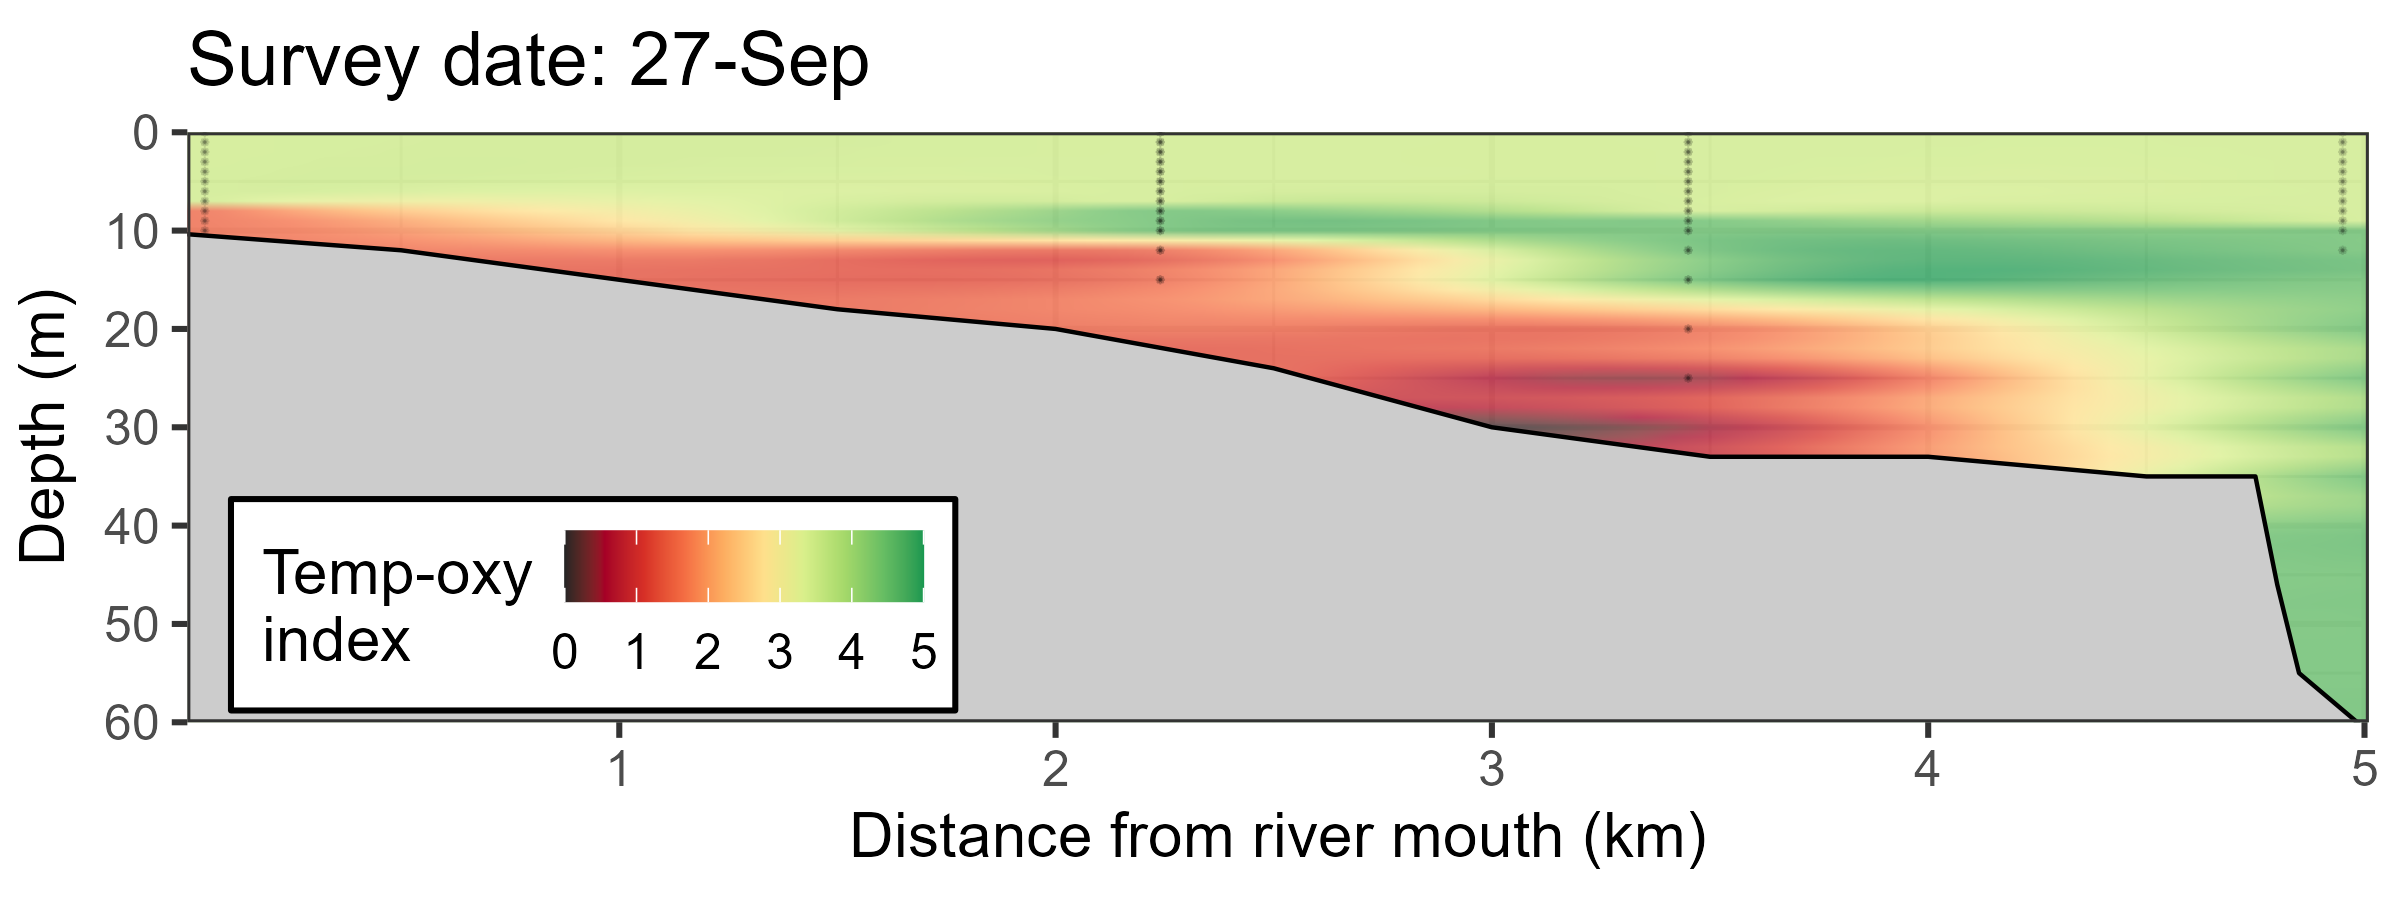 Survey date: 27-Sep
0
10
20
30
40
50
60
Depth (m)
Temp-oxy
index
0 1 2 3 4 5
1 2 3 4 5
Distance from river mouth (km)